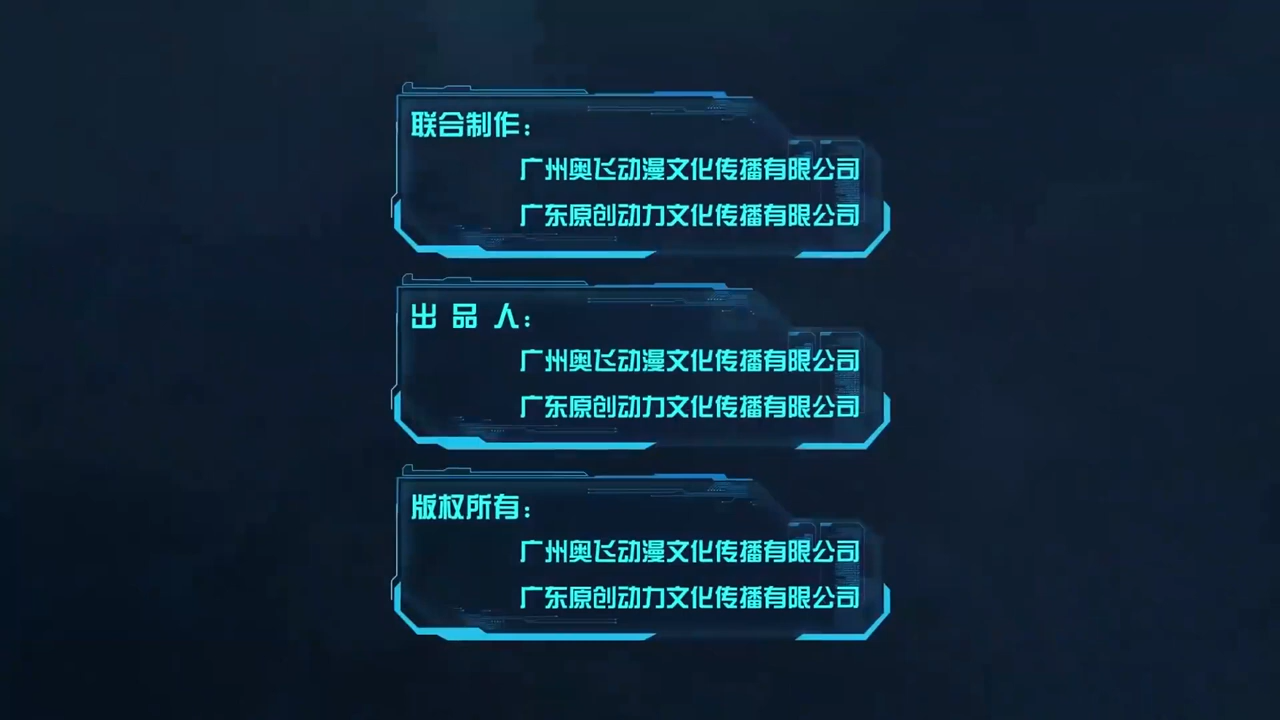 联合制作：
广州奥飞动漫文化传播有限公司
广东原创动力文化传播有限公司
出 品 人：
广州奥飞动漫文化传播有限公司
广东原创动力文化传播有限公司
版权所有：
广州奥飞动漫文化传播有限公司
广东原创动力文化传播有限公司